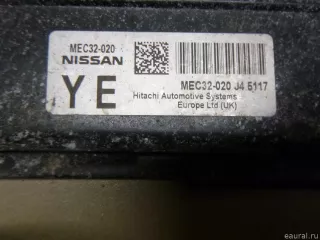 MEC32-020
NISSAN
YE
MEC32-020 J4 5117
Hitachi Automotive Systems
Europe Ltd (UK)
eaural.ru